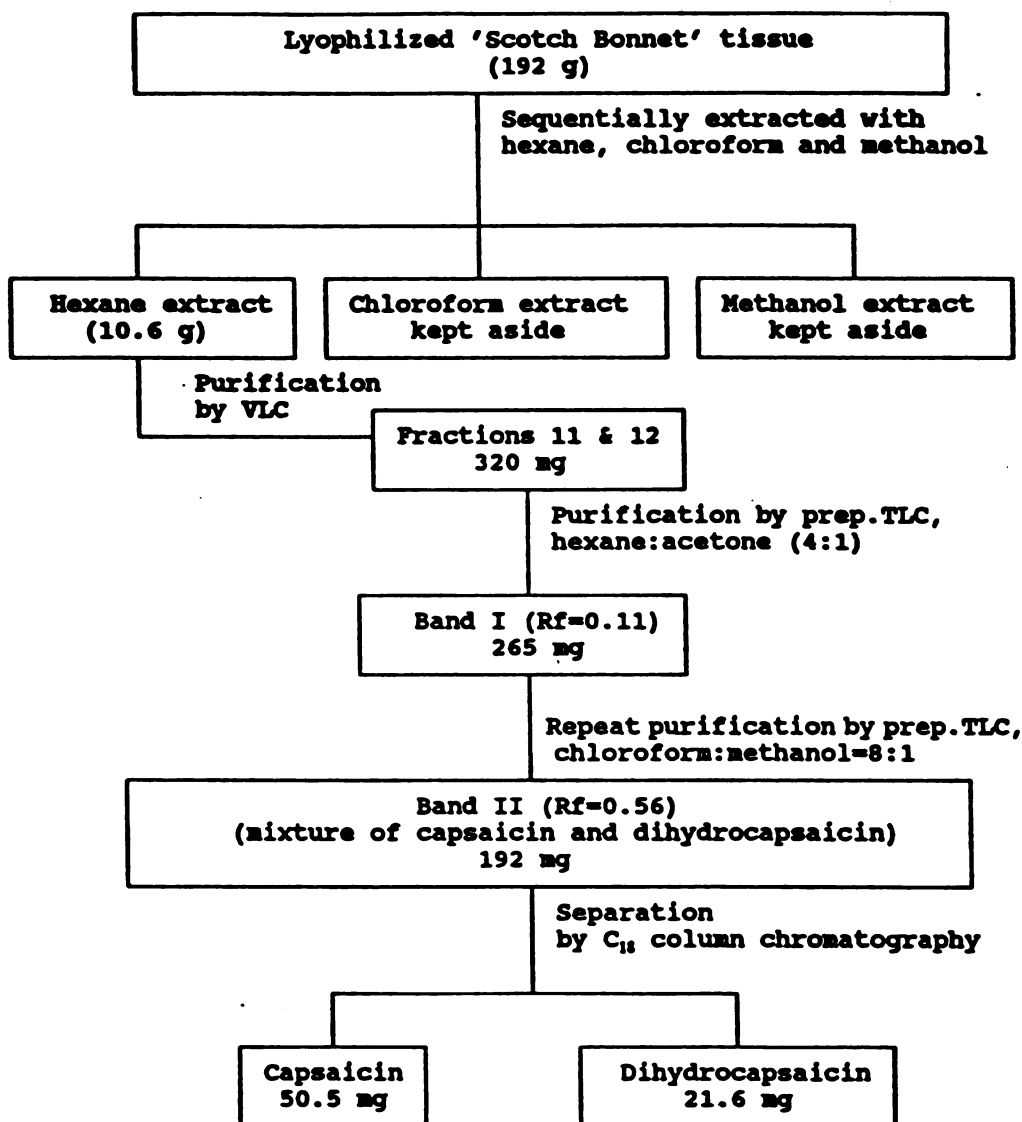 Lyophilized 'Scotch Bonnet' tissue
(192 g)
Sequentially extracted with
hexane, chloroform and methanol
Hexane extract
(10.6 g)
Chloroform extract
kept aside
Methanol extract
kept aside
Purification
by VLC
Fractions 11 & 12
320 mg
Purification by prep.TLC,
hexane:acetone (4:1)
Band I (Rf=0.11)
265 mg
Repeat purification by prep.TLC,
chloroform:methanol=8:1
Band II (Rf=0.56)
(mixture of capsaicin and dihydrocapsaicin)
192 mg
Separation
by C₁₈ column chromatography
Capsaicin
50.5 mg
Dihydrocapsaicin
21.6 mg